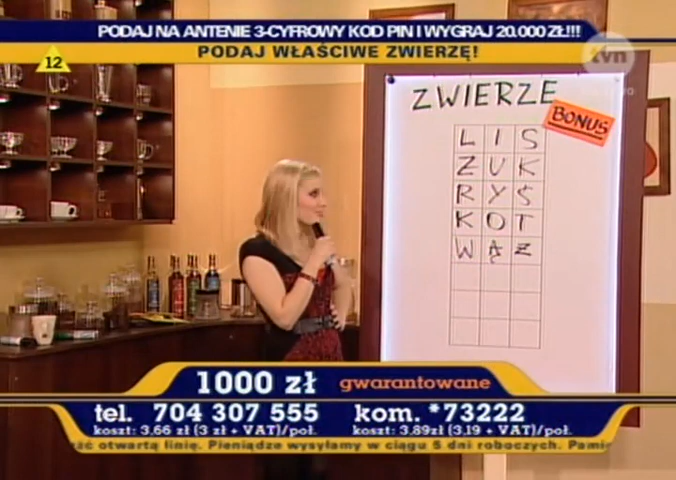 PODAJ NA ANTENIE 3-CYFROWY KOD PIN I WYGRAJ 20.000 ZŁ!!!
PODAJ WŁAŚCIWE ZWIERZĘ!
12
tvn
ZWIERZE
BONUS
LIS
ZUK
RYŚ
KOT
WĄŻ
1000 zł gwarantowane
tel. 704 307 555
koszt: 3,66 zł (3 zł + VAT)/poł.
kom. *73222
koszt: 3,89zł (3,19 + VAT)/poł.
otwartą linię. Pieniądze wysyłamy w ciągu 5 dni roboczych.